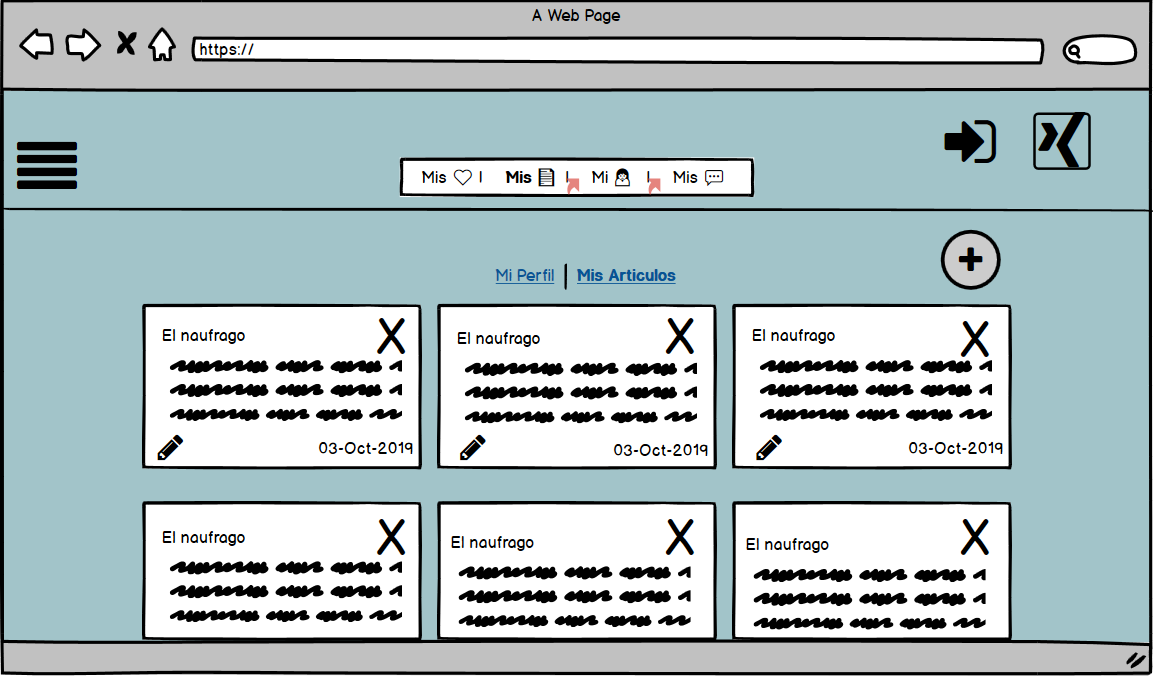 A Web Page
https://
Mis | Mis | Mi | Mis
Mi Perfil | Mis Articulos
El naufrago
03-Oct-2019
El naufrago
03-Oct-2019
El naufrago
03-Oct-2019
El naufrago
El naufrago
El naufrago